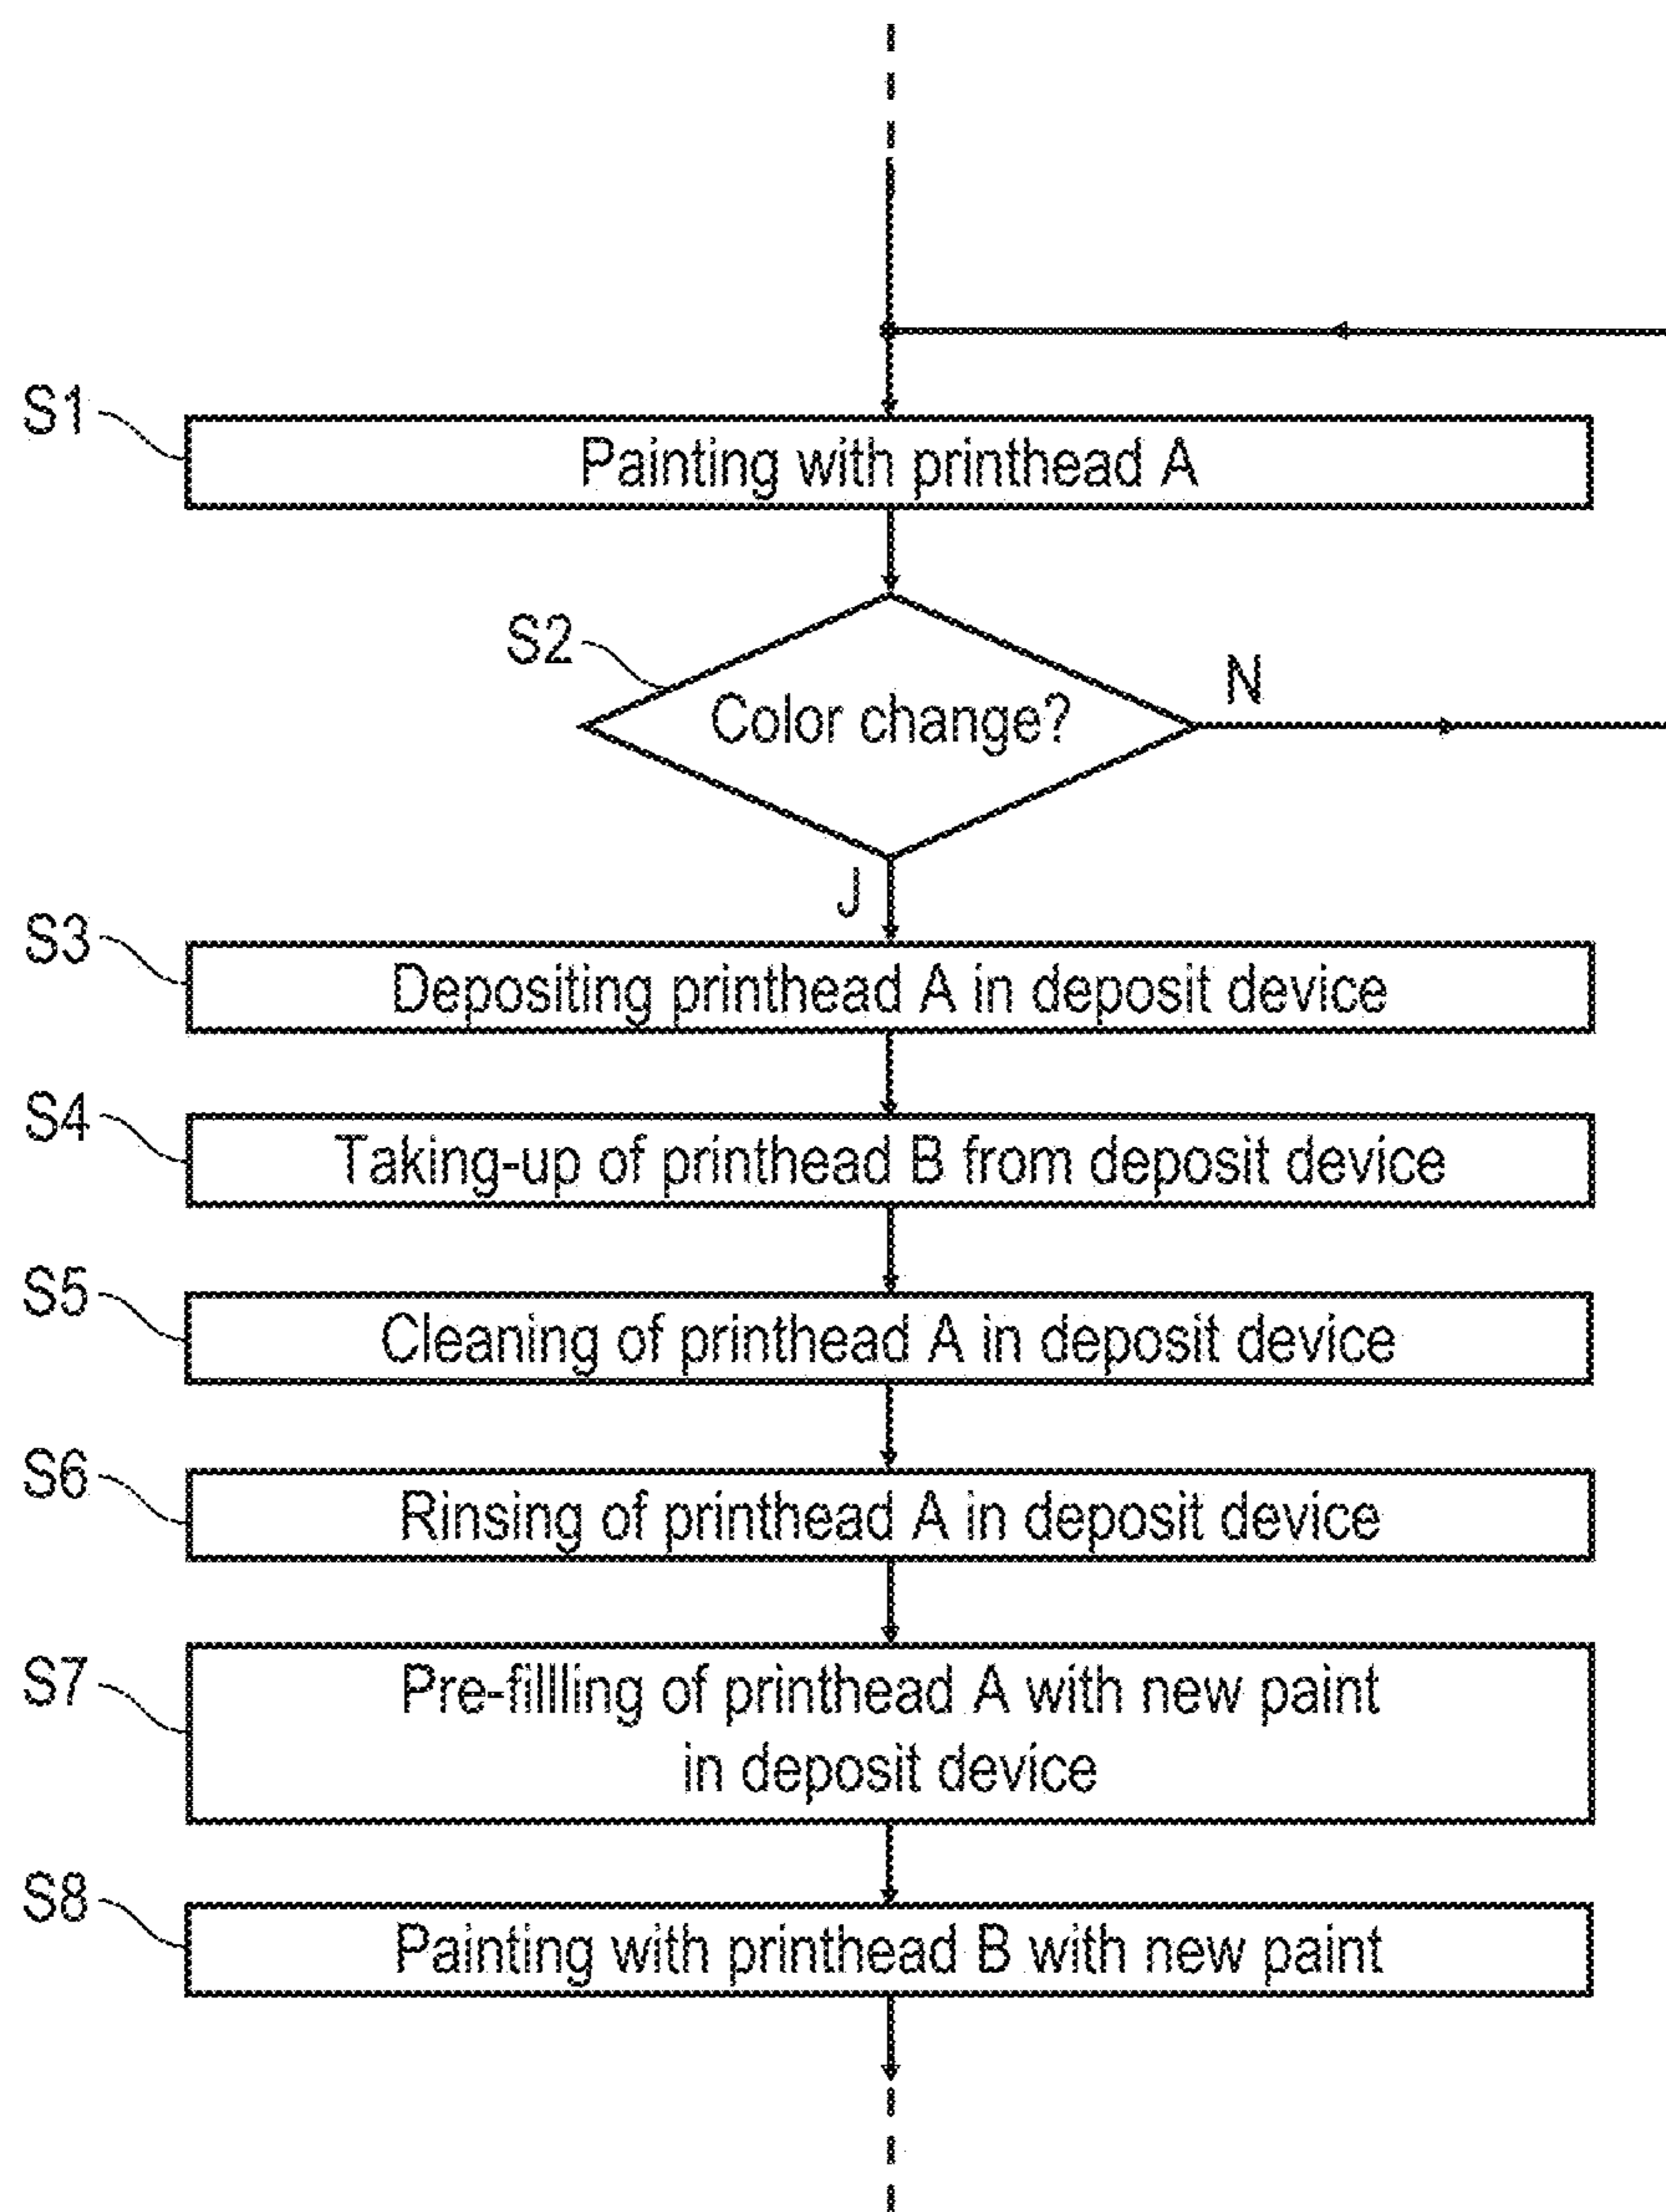 S1
Painting with printhead A
S2
Color change?
N
J
S3
Depositing printhead A in deposit device
S4
Taking-up of printhead B from deposit device
S5
Cleaning of printhead A in deposit device
S6
Rinsing of printhead A in deposit device
S7
Pre-fillling of printhead A with new paint
in deposit device
S8
Painting with printhead B with new paint